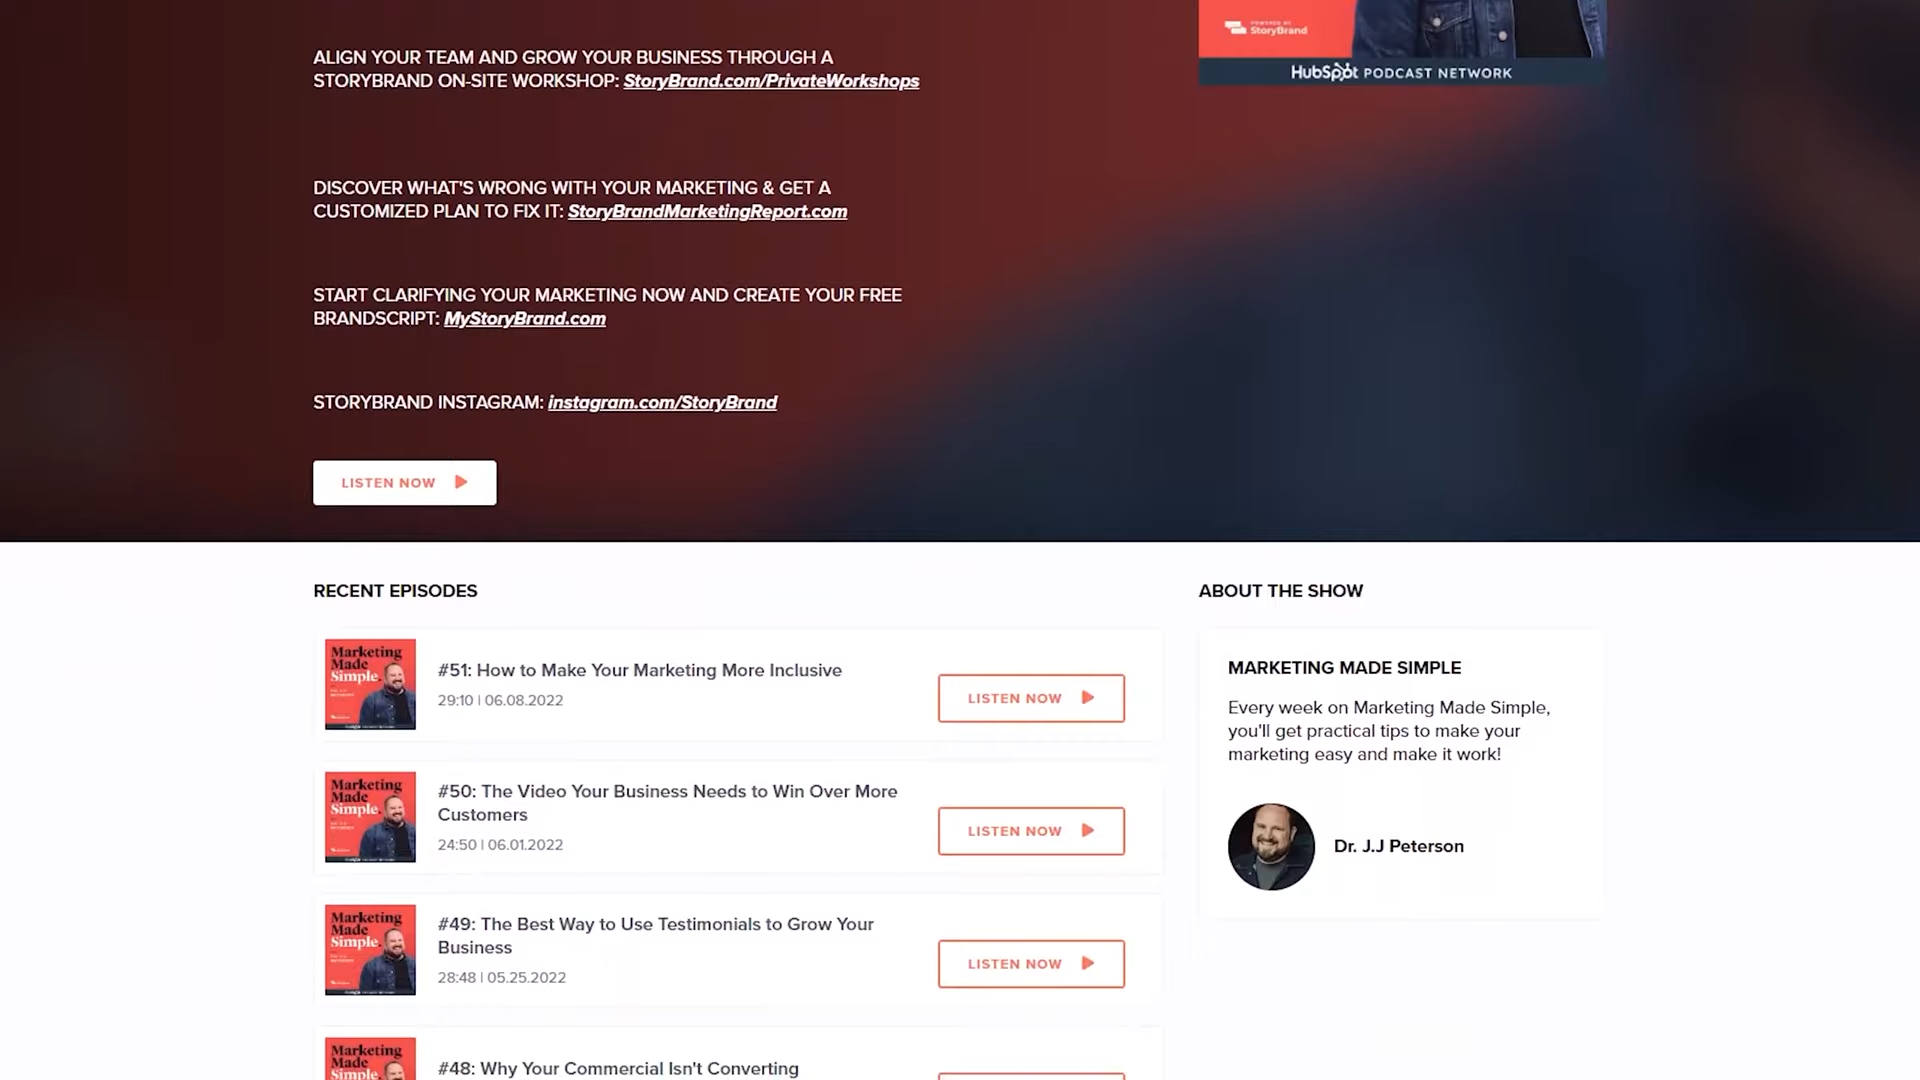 POWERED BY
StoryBrand
HubSpot PODCAST NETWORK
ALIGN YOUR TEAM AND GROW YOUR BUSINESS THROUGH A
STORYBRAND ON-SITE WORKSHOP: StoryBrand.com/PrivateWorkshops
DISCOVER WHAT'S WRONG WITH YOUR MARKETING & GET A
CUSTOMIZED PLAN TO FIX IT: StoryBrandMarketingReport.com
START CLARIFYING YOUR MARKETING NOW AND CREATE YOUR FREE
BRANDSCRIPT: MyStoryBrand.com
STORYBRAND INSTAGRAM: instagram.com/StoryBrand
LISTEN NOW
RECENT EPISODES
Marketing
Made
Simple.
#51: How to Make Your Marketing More Inclusive
29:10 | 06.08.2022
LISTEN NOW
Marketing
Made
Simple.
#50: The Video Your Business Needs to Win Over More
Customers
24:50 | 06.01.2022
LISTEN NOW
Marketing
Made
Simple.
#49: The Best Way to Use Testimonials to Grow Your
Business
28:48 | 05.25.2022
LISTEN NOW
Marketing
Made
Simple.
#48: Why Your Commercial Isn't Converting
ABOUT THE SHOW
MARKETING MADE SIMPLE
Every week on Marketing Made Simple,
you'll get practical tips to make your
marketing easy and make it work!
Dr. J.J Peterson